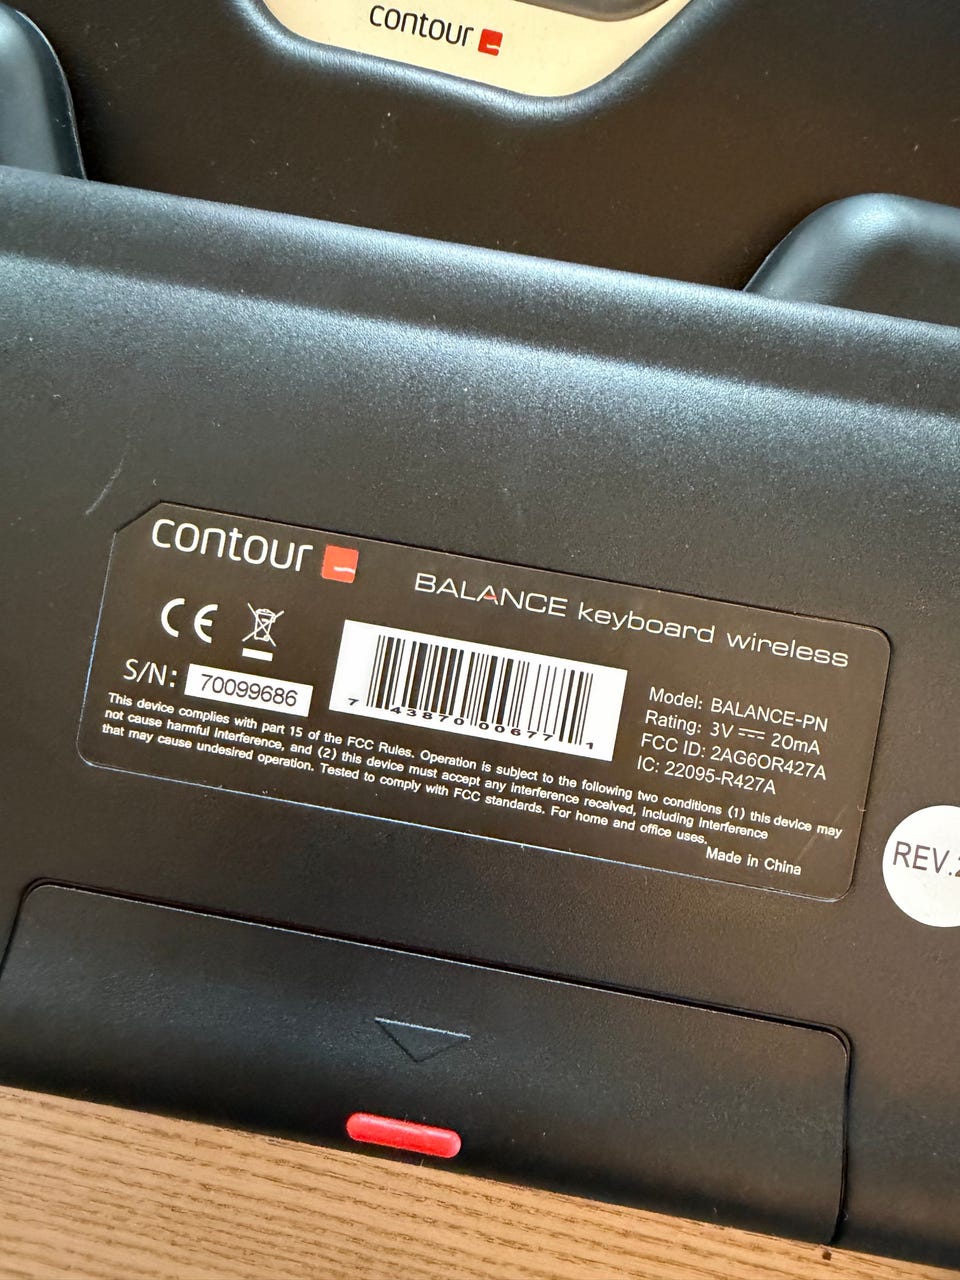 contour
contour
BALANCE keyboard wireless
CE
S/N: 70099686
7 43870 00677 1
Model: BALANCE-PN
Rating: 3V ⎓ 20mA
FCC ID: 2AG6OR427A
IC: 22095-R427A
This device complies with part 15 of the FCC Rules. Operation is subject to the following two conditions (1) this device may
not cause harmful interference, and (2) this device must accept any interference received, including interference
that may cause undesired operation. Tested to comply with FCC standards. For home and office uses.
Made in China
REV.